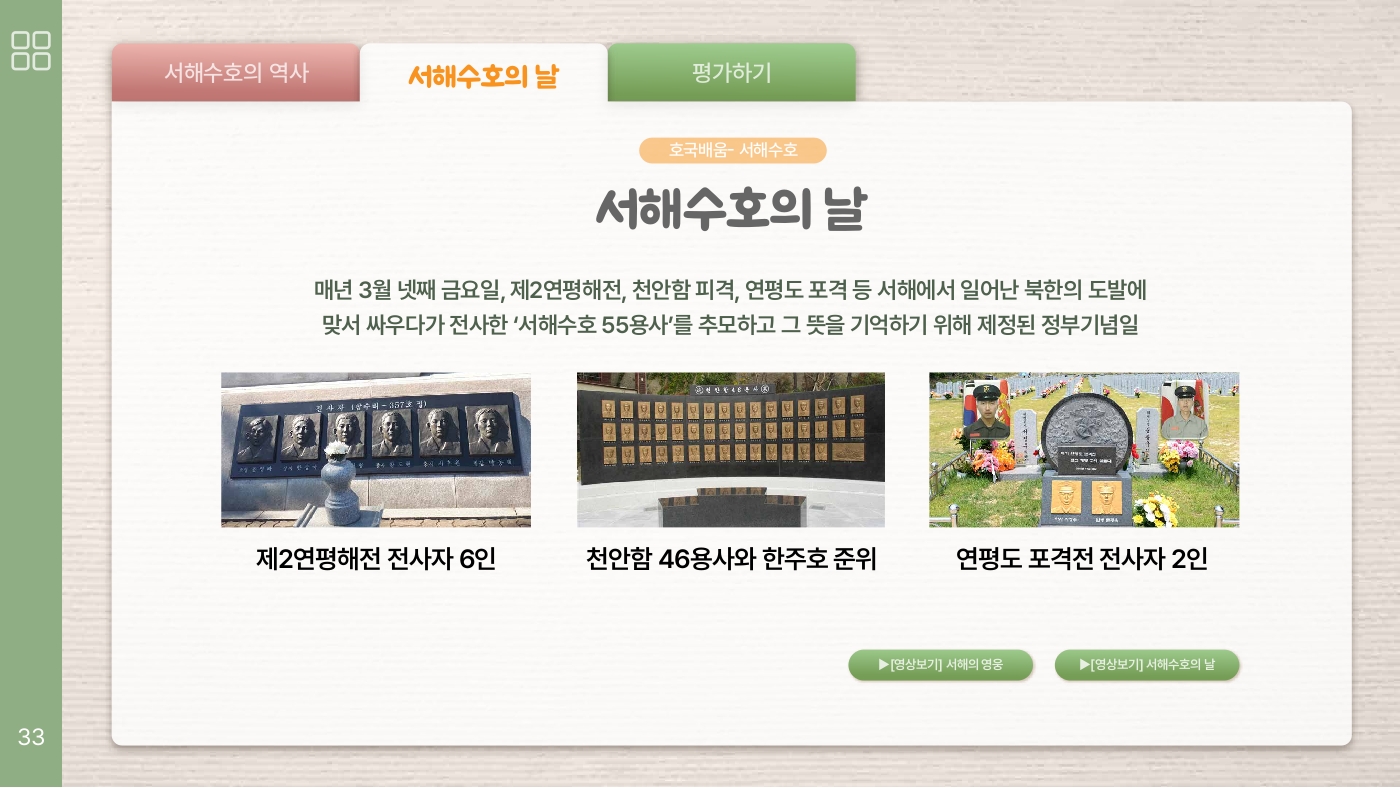 서해수호의 역사
서해수호의 날
평가하기
호국배움- 서해수호
서해수호의 날
매년 3월 넷째 금요일, 제2연평해전, 천안함 피격, 연평도 포격 등 서해에서 일어난 북한의 도발에
맞서 싸우다가 전사한 ‘서해수호 55용사’를 추모하고 그 뜻을 기억하기 위해 제정된 정부기념일
천안함46용사
제2연평해전 전사자 6인
천안함 46용사와 한주호 준위
연평도 포격전 전사자 2인
▶[영상보기] 서해의 영웅
▶[영상보기] 서해수호의 날
33